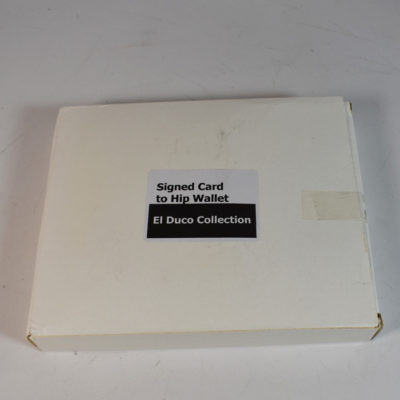 Signed Card
to Hip Wallet
El Duco Collection